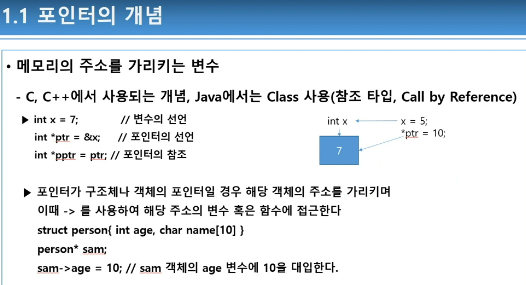 1.1 포인터의 개념
• 메모리의 주소를 가리키는 변수
- C, C++에서 사용되는 개념, Java에서는 Class 사용(참조 타입, Call by Reference)
▶ int x = 7; // 변수의 선언
int *ptr = &x; // 포인터의 선언
int *pptr = ptr; // 포인터의 참조
int x
x = 5;
*ptr = 10;
7
▶ 포인터가 구조체나 객체의 포인터일 경우 해당 객체의 주소를 가리키며
이때 -> 를 사용하여 해당 주소의 변수 혹은 함수에 접근한다
struct person{ int age, char name[10] }
person* sam;
sam->age = 10; // sam 객체의 age 변수에 10을 대입한다.